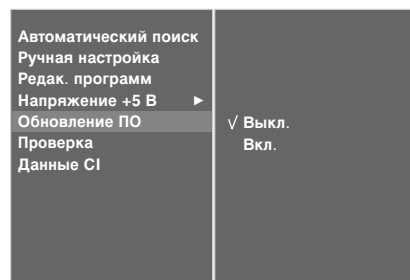 Автоматический поиск
Ручная настройка
Редак. программ
Напряжение +5 В ►
Обновление ПО
Проверка
Данные CI
√ Выкл.
Вкл.